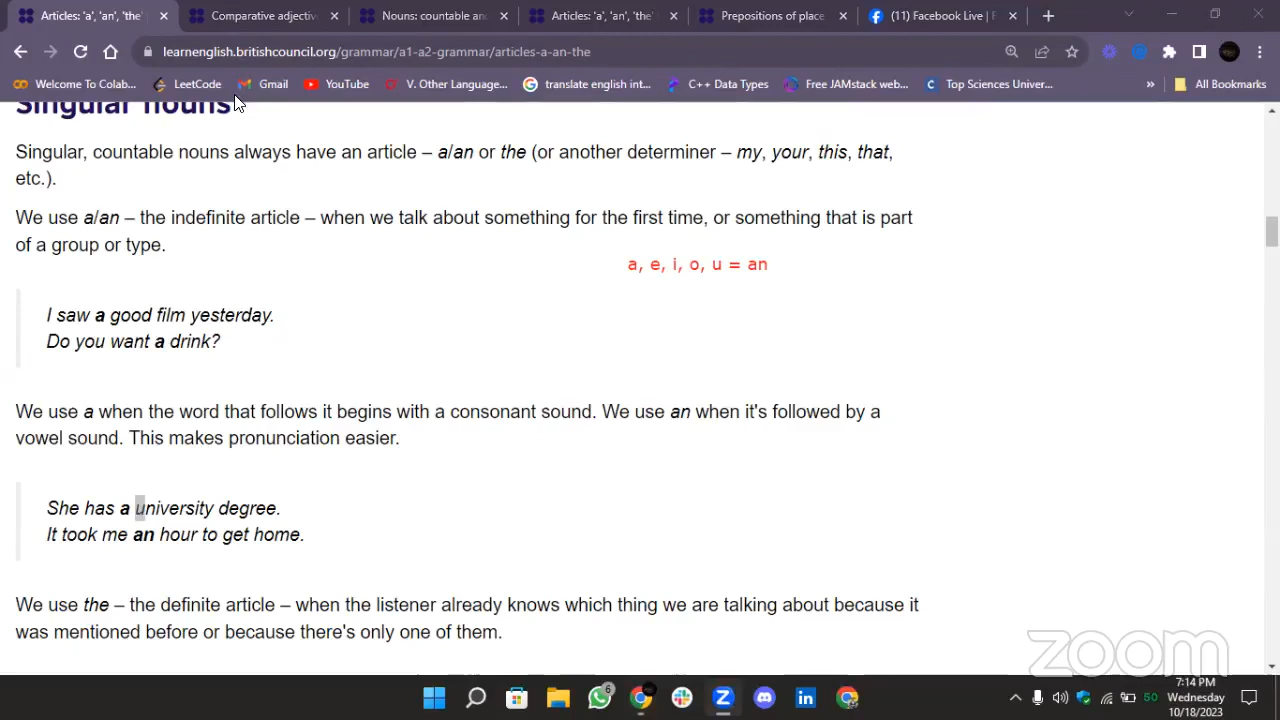 Articles: 'a', 'an', 'the'
Comparative adjectiv
Nouns: countable an
Articles: 'a', 'an', 'the'
Prepositions of place
(11) Facebook Live | F
learnenglish.britishcouncil.org/grammar/a1-a2-grammar/articles-a-an-the
Welcome To Colab...
LeetCode
Gmail
YouTube
V. Other Language...
translate english int...
C++ Data Types
Free JAMstack web...
Top Sciences Univer...
»
All Bookmarks
Singular nouns
Singular, countable nouns always have an article – a/an or the (or another determiner – my, your, this, that,
etc.).
We use a/an – the indefinite article – when we talk about something for the first time, or something that is part
of a group or type.
a, e, i, o, u = an
I saw a good film yesterday.
Do you want a drink?
We use a when the word that follows it begins with a consonant sound. We use an when it's followed by a
vowel sound. This makes pronunciation easier.
She has a university degree.
It took me an hour to get home.
We use the – the definite article – when the listener already knows which thing we are talking about because it
was mentioned before or because there's only one of them.
zoom
6
50
7:14 PM
Wednesday
10/18/2023